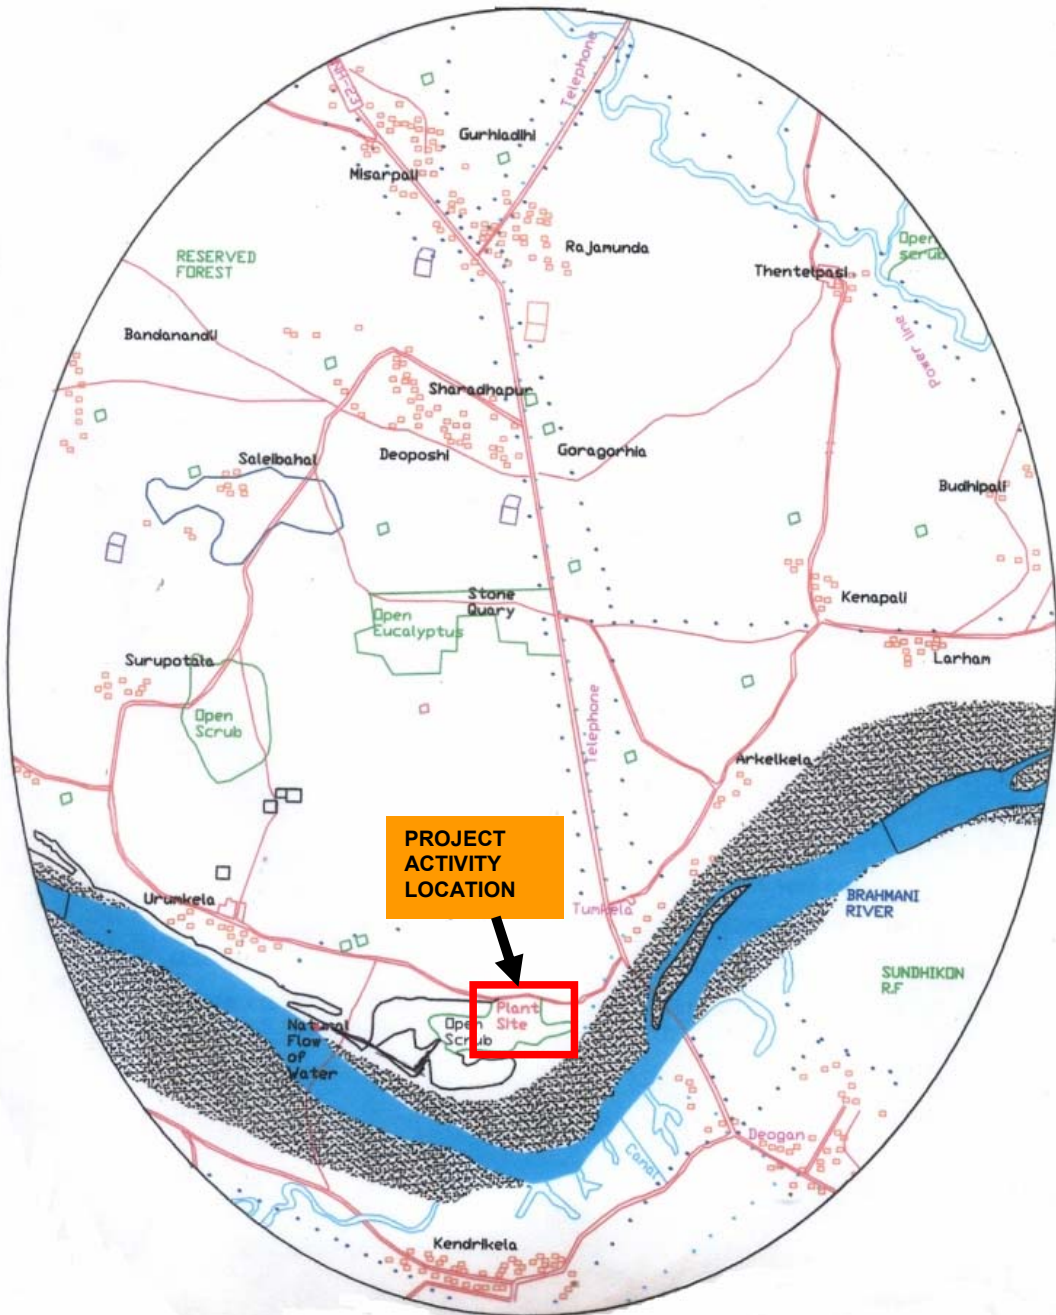 NH-23
Telephone
Gurhiadihi
Misarpali
RESERVED
FOREST
Rajamunda
Open
scrub
Thentelpasi
Power line
Bandanandu
Sharadhapur
Saleibahal
Deoposhi
Goragorhia
Budhipali
Stone
Quary
Open
Eucalyptus
Kenapali
Larham
Surupotala
Open
Scrub
Telephone
Arkelkela
PROJECT
ACTIVITY
LOCATION
Urumkela
Tumkela
BRAHMANI
RIVER
SUNDHIKON
R.F
Plant
Site
Open
Scrub
Natural
Flow
of
Water
Deogan
Canal
Kendrikela